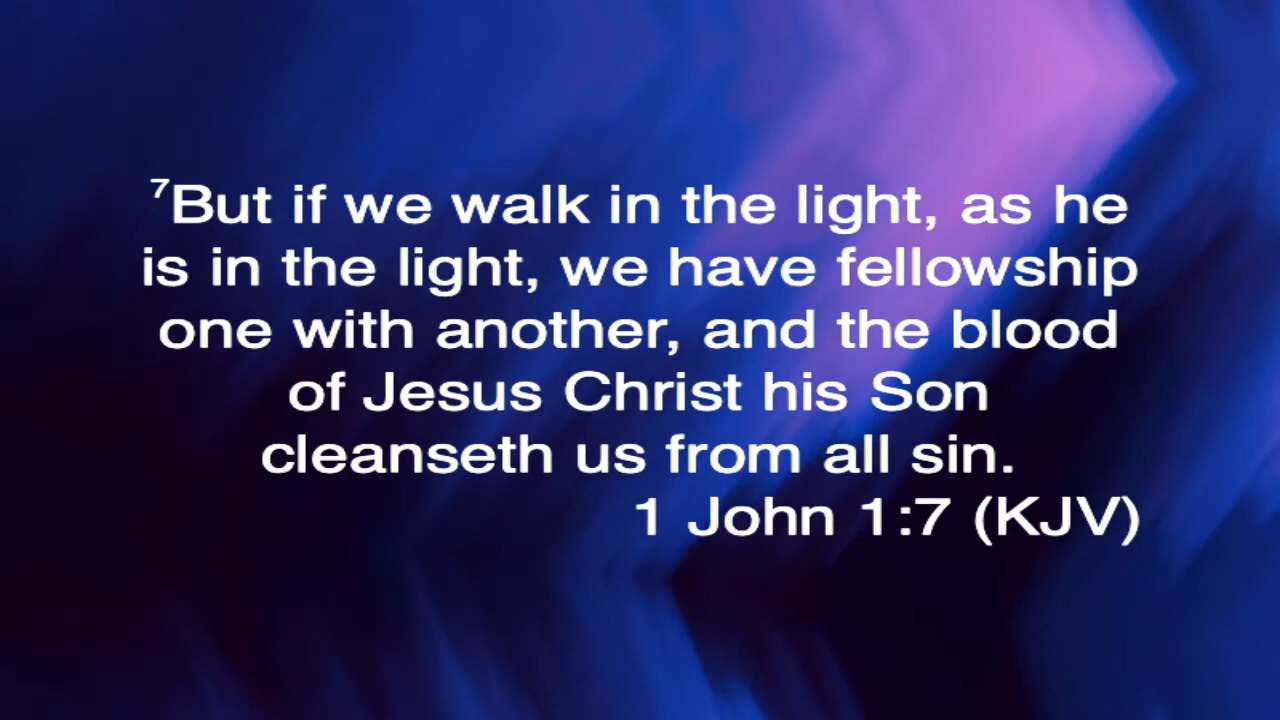 ⁷But if we walk in the light, as he
is in the light, we have fellowship
one with another, and the blood
of Jesus Christ his Son
cleanseth us from all sin.
1 John 1:7 (KJV)